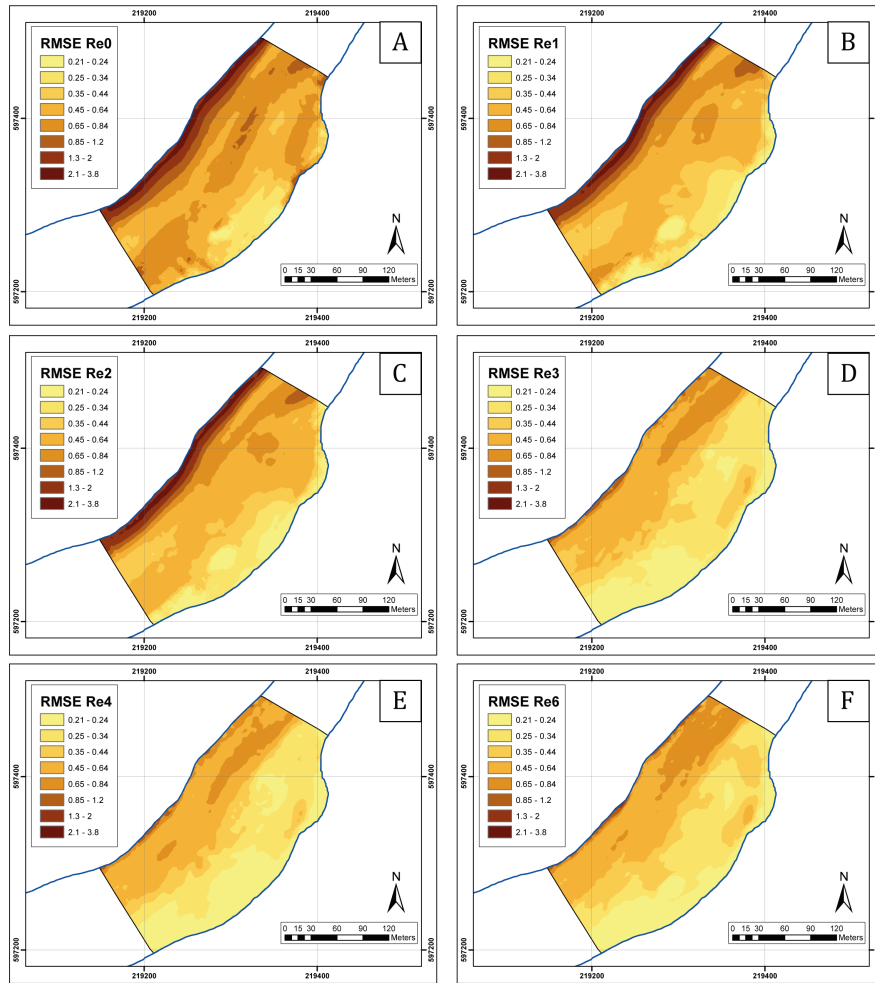 219200 219400
A
RMSE Re0
0.21 - 0.24
0.25 - 0.34
0.35 - 0.44
0.45 - 0.64
0.65 - 0.84
0.85 - 1.2
1.3 - 2
2.1 - 3.8
597400
597200
N
0 15 30 60 90 120
Meters
219200 219400
219200 219400
B
RMSE Re1
0.21 - 0.24
0.25 - 0.34
0.35 - 0.44
0.45 - 0.64
0.65 - 0.84
0.85 - 1.2
1.3 - 2
2.1 - 3.8
597400
597200
N
0 15 30 60 90 120
Meters
219200 219400
C
RMSE Re2
0.21 - 0.24
0.25 - 0.34
0.35 - 0.44
0.45 - 0.64
0.65 - 0.84
0.85 - 1.2
1.3 - 2
2.1 - 3.8
597400
597200
N
0 15 30 60 90 120
Meters
D
RMSE Re3
0.21 - 0.24
0.25 - 0.34
0.35 - 0.44
0.45 - 0.64
0.65 - 0.84
0.85 - 1.2
1.3 - 2
2.1 - 3.8
597400
597200
N
0 15 30 60 90 120
Meters
219200 219400
E
RMSE Re4
0.21 - 0.24
0.25 - 0.34
0.35 - 0.44
0.45 - 0.64
0.65 - 0.84
0.85 - 1.2
1.3 - 2
2.1 - 3.8
597400
597200
N
0 15 30 60 90 120
Meters
219200 219400
219200 219400
F
RMSE Re6
0.21 - 0.24
0.25 - 0.34
0.35 - 0.44
0.45 - 0.64
0.65 - 0.84
0.85 - 1.2
1.3 - 2
2.1 - 3.8
597400
597200
N
0 15 30 60 90 120
Meters
219200 219400